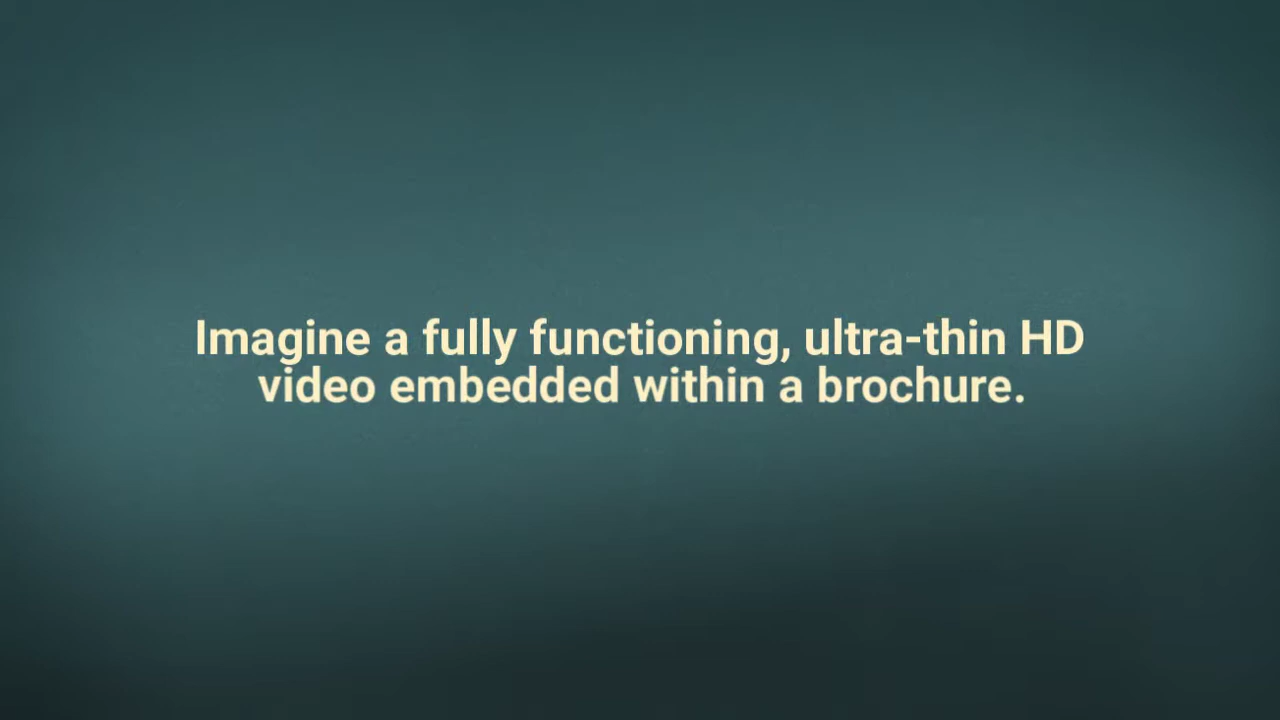 Imagine a fully functioning, ultra-thin HD
video embedded within a brochure.